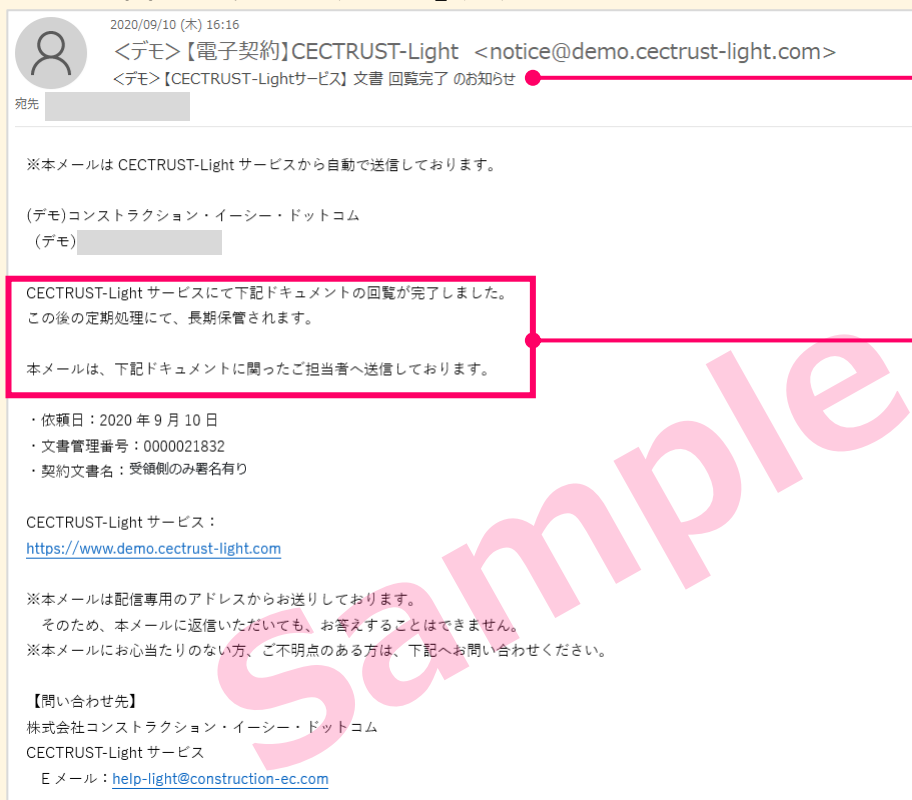 2020/09/10 (木) 16:16
<デモ>【電子契約】CECTRUST-Light <notice@demo.cectrust-light.com>
<デモ>【CECTRUST-Lightサービス】 文書 回覧完了 のお知らせ
宛先
※本メールは CECTRUST-Light サービスから自動で送信しております。
(デモ)コンストラクション・イーシー・ドットコム
(デモ)
CECTRUST-Light サービスにて下記ドキュメントの回覧が完了しました。
この後の定期処理にて、長期保管されます。
本メールは、下記ドキュメントに関ったご担当者へ送信しております。
・依頼日：2020 年 9 月 10 日
・文書管理番号：0000021832
・契約文書名：受領側のみ署名有り
CECTRUST-Light サービス：
https://www.demo.cectrust-light.com
※本メールは配信専用のアドレスからお送りしております。
そのため、本メールに返信いただいても、お答えすることはできません。
※本メールにお心当たりのない方、ご不明点のある方は、下記へお問い合わせください。
【問い合わせ先】
株式会社コンストラクション・イーシー・ドットコム
CECTRUST-Light サービス
E メール：help-light@construction-ec.com
Sample